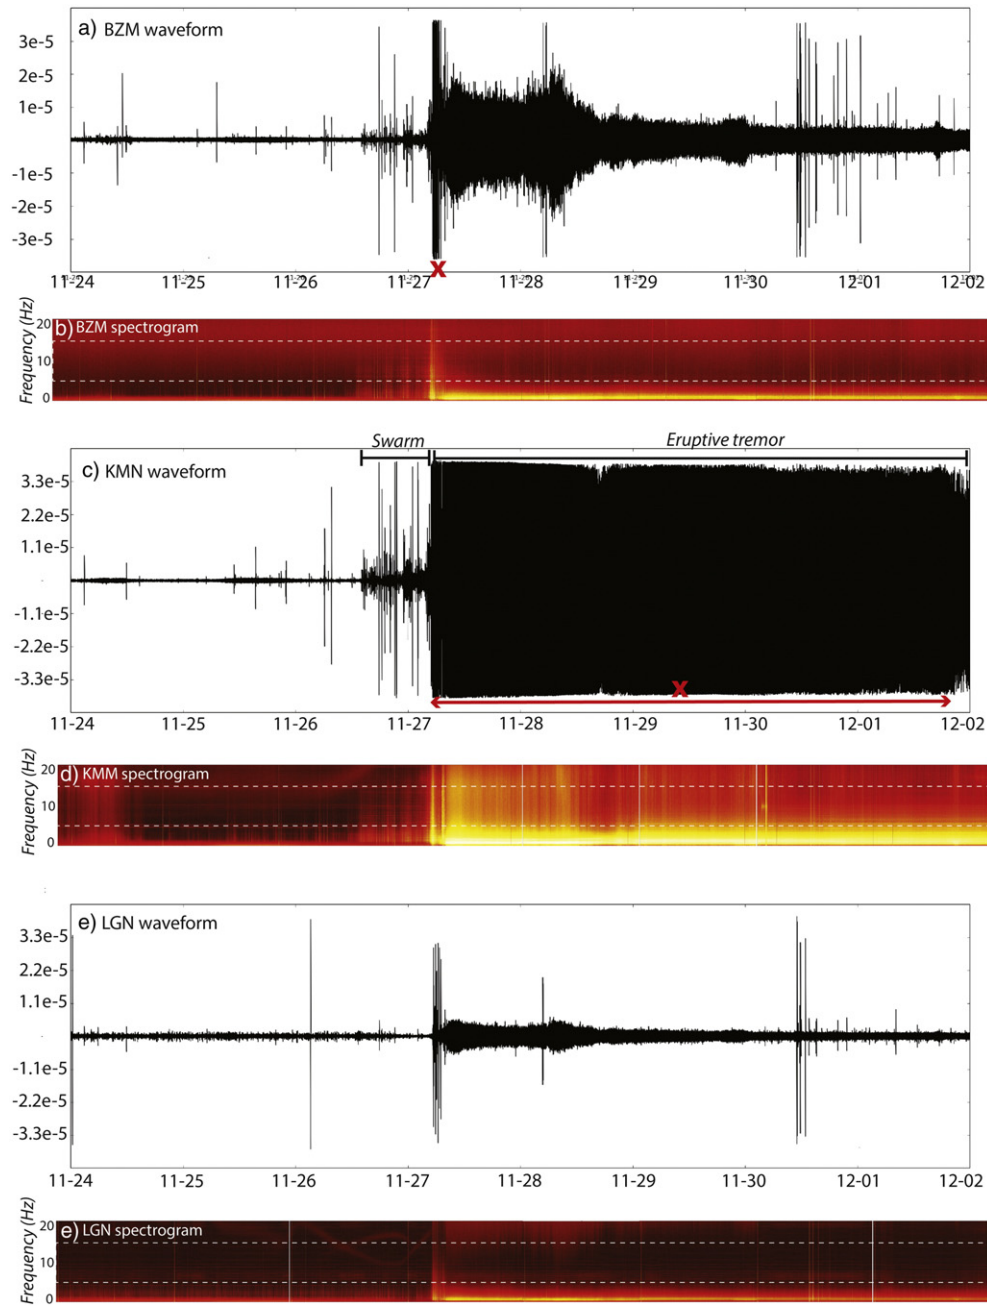 a) BZM waveform
3e-5
2e-5
1e-5
-1e-5
-2e-5
-3e-5
11-24 11-25 11-26 11-27 11-28 11-29 11-30 12-01 12-02
X
b) BZM spectrogram
Frequency (Hz)
20
10
0
Swarm Eruptive tremor
c) KMN waveform
3.3e-5
2.2e-5
1.1e-5
-1.1e-5
-2.2e-5
-3.3e-5
X
11-24 11-25 11-26 11-27 11-28 11-29 11-30 12-01 12-02
d) KMM spectrogram
Frequency (Hz)
20
10
0
e) LGN waveform
3.3e-5
2.2e-5
1.1e-5
-1.1e-5
-2.2e-5
-3.3e-5
11-24 11-25 11-26 11-27 11-28 11-29 11-30 12-01 12-02
e) LGN spectrogram
Frequency (Hz)
20
10
0